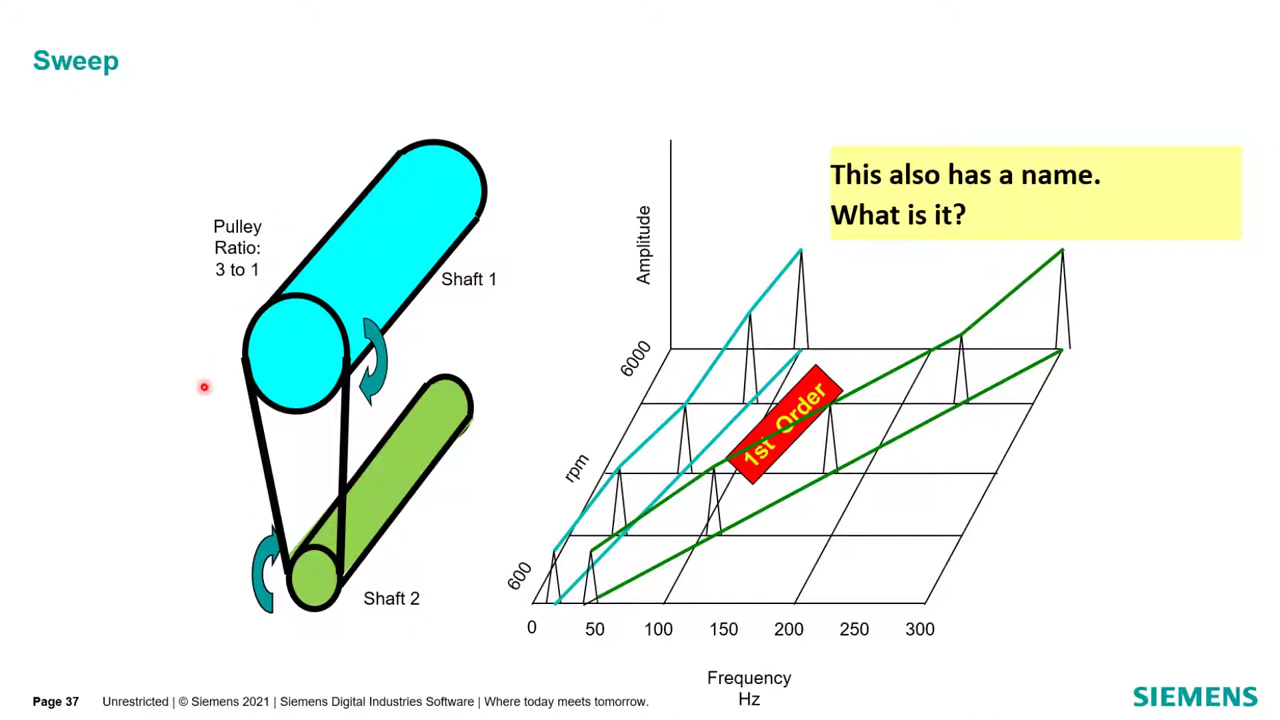 Sweep
Pulley
Ratio:
3 to 1
Shaft 1
Shaft 2
This also has a name.
What is it?
Amplitude
6000
rpm
600
1st Order
0
50
100
150
200
250
300
Frequency
Hz
Page 37
Unrestricted | © Siemens 2021 | Siemens Digital Industries Software | Where today meets tomorrow.
SIEMENS